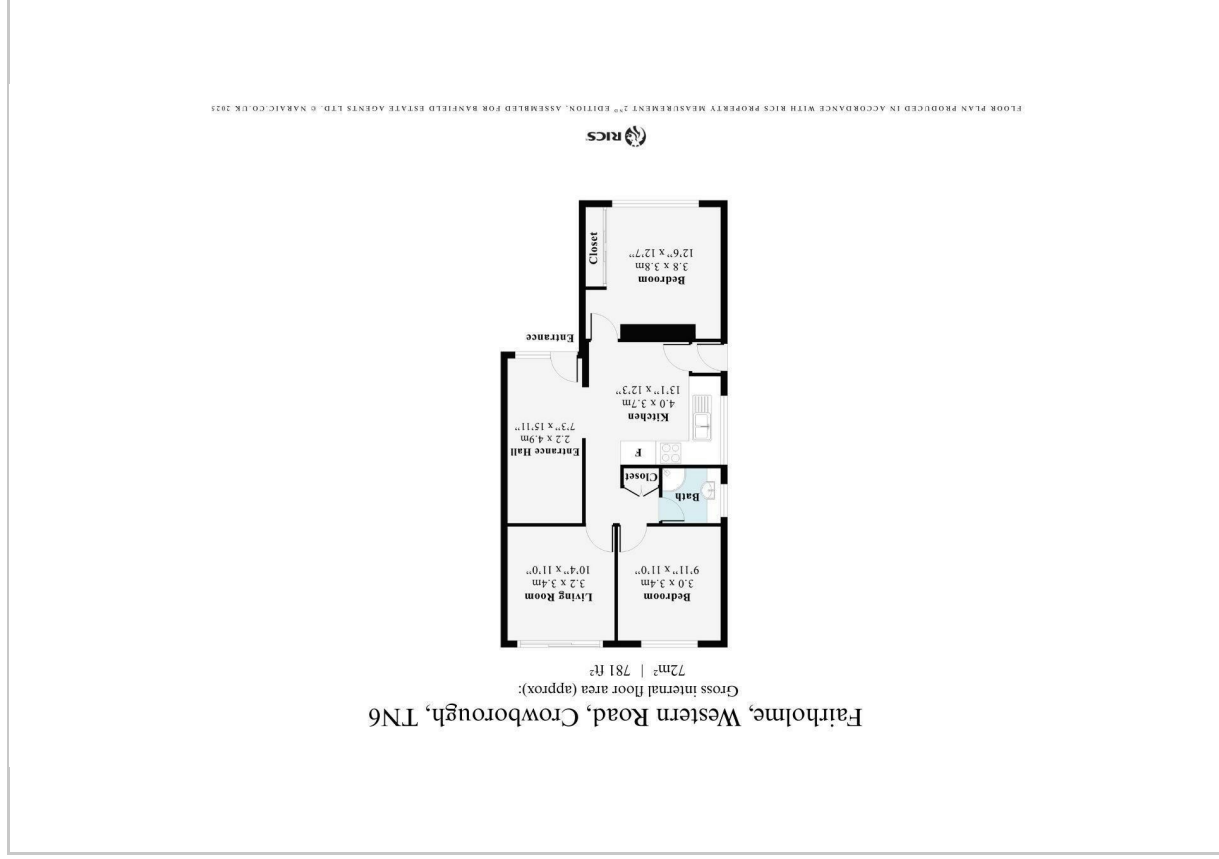 Fairholme, Western Road, Crowborough, TN6
Gross internal floor area (approx):
72m² | 781 ft²
Bedroom
3.0 x 3.4m
9'11" x 11'0"
Living Room
3.2 x 3.4m
10'4" x 11'0"
Bath
Closet
Entrance Hall
2.2 x 4.9m
7'3" x 15'11"
F
Kitchen
4.0 x 3.7m
13'1" x 12'3"
Entrance
Bedroom
3.8 x 3.8m
12'6" x 12'7"
Closet
RICS
FLOOR PLAN PRODUCED IN ACCORDANCE WITH RICS PROPERTY MEASUREMENT 2ND EDITION. ASSEMBLED FOR BANFIELD ESTATE AGENTS LTD. © NARAIC.CO.UK 2025